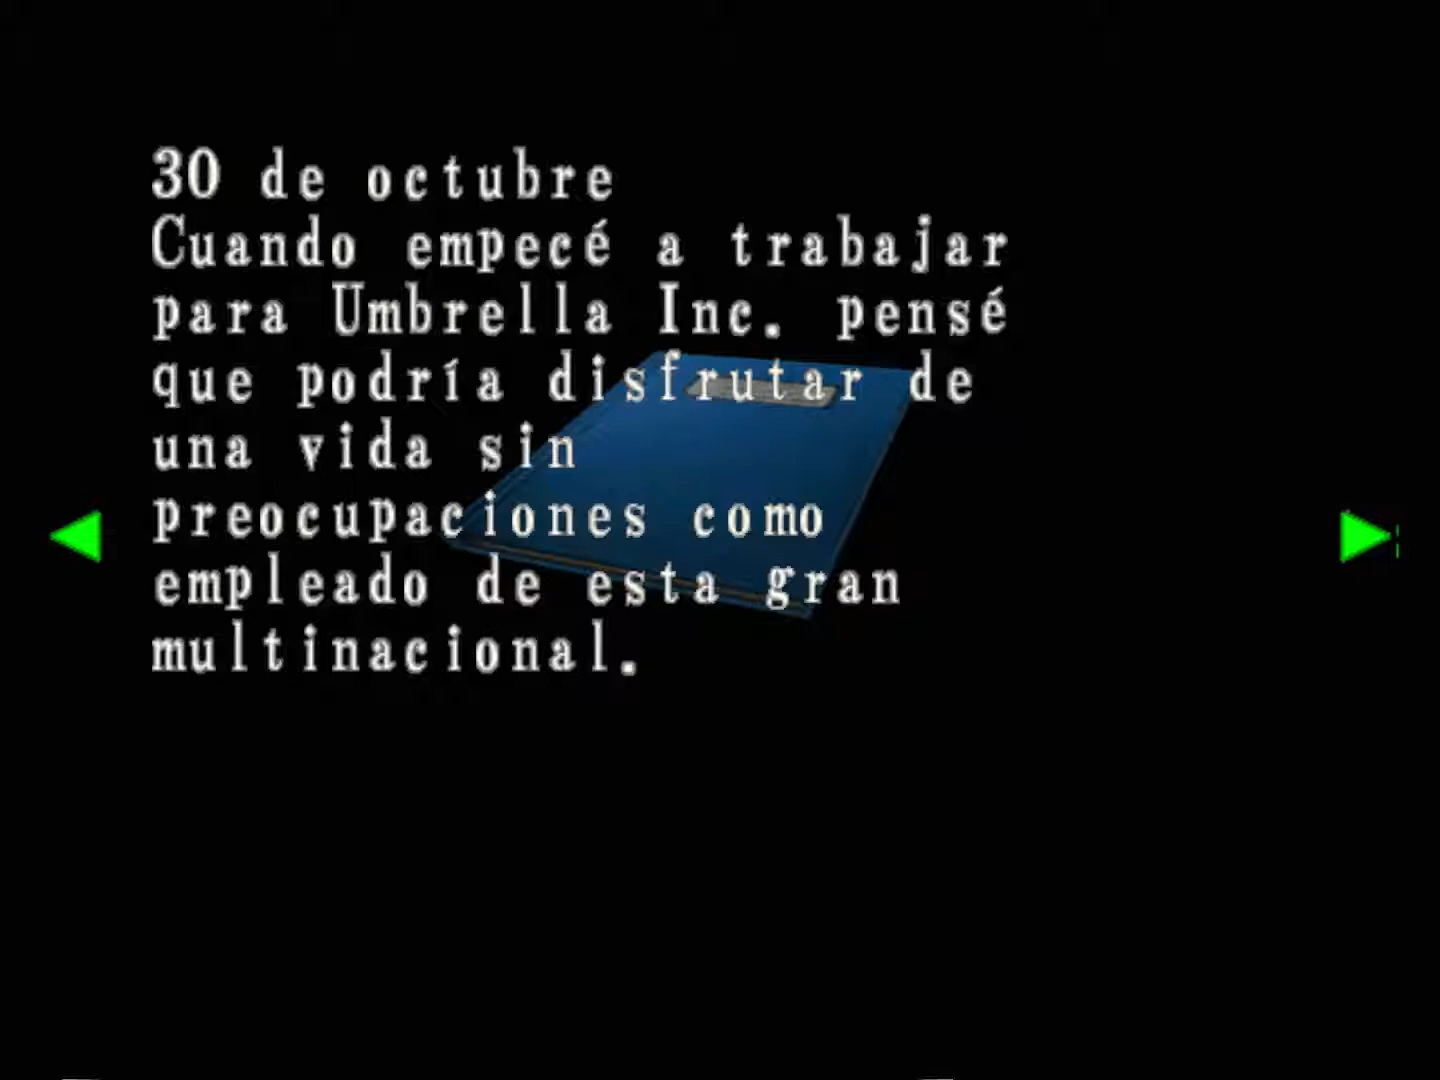 30 de octubre
Cuando empecé a trabajar
para Umbrella Inc. pensé
que podría disfrutar de
una vida sin
preocupaciones como
empleado de esta gran
multinacional.